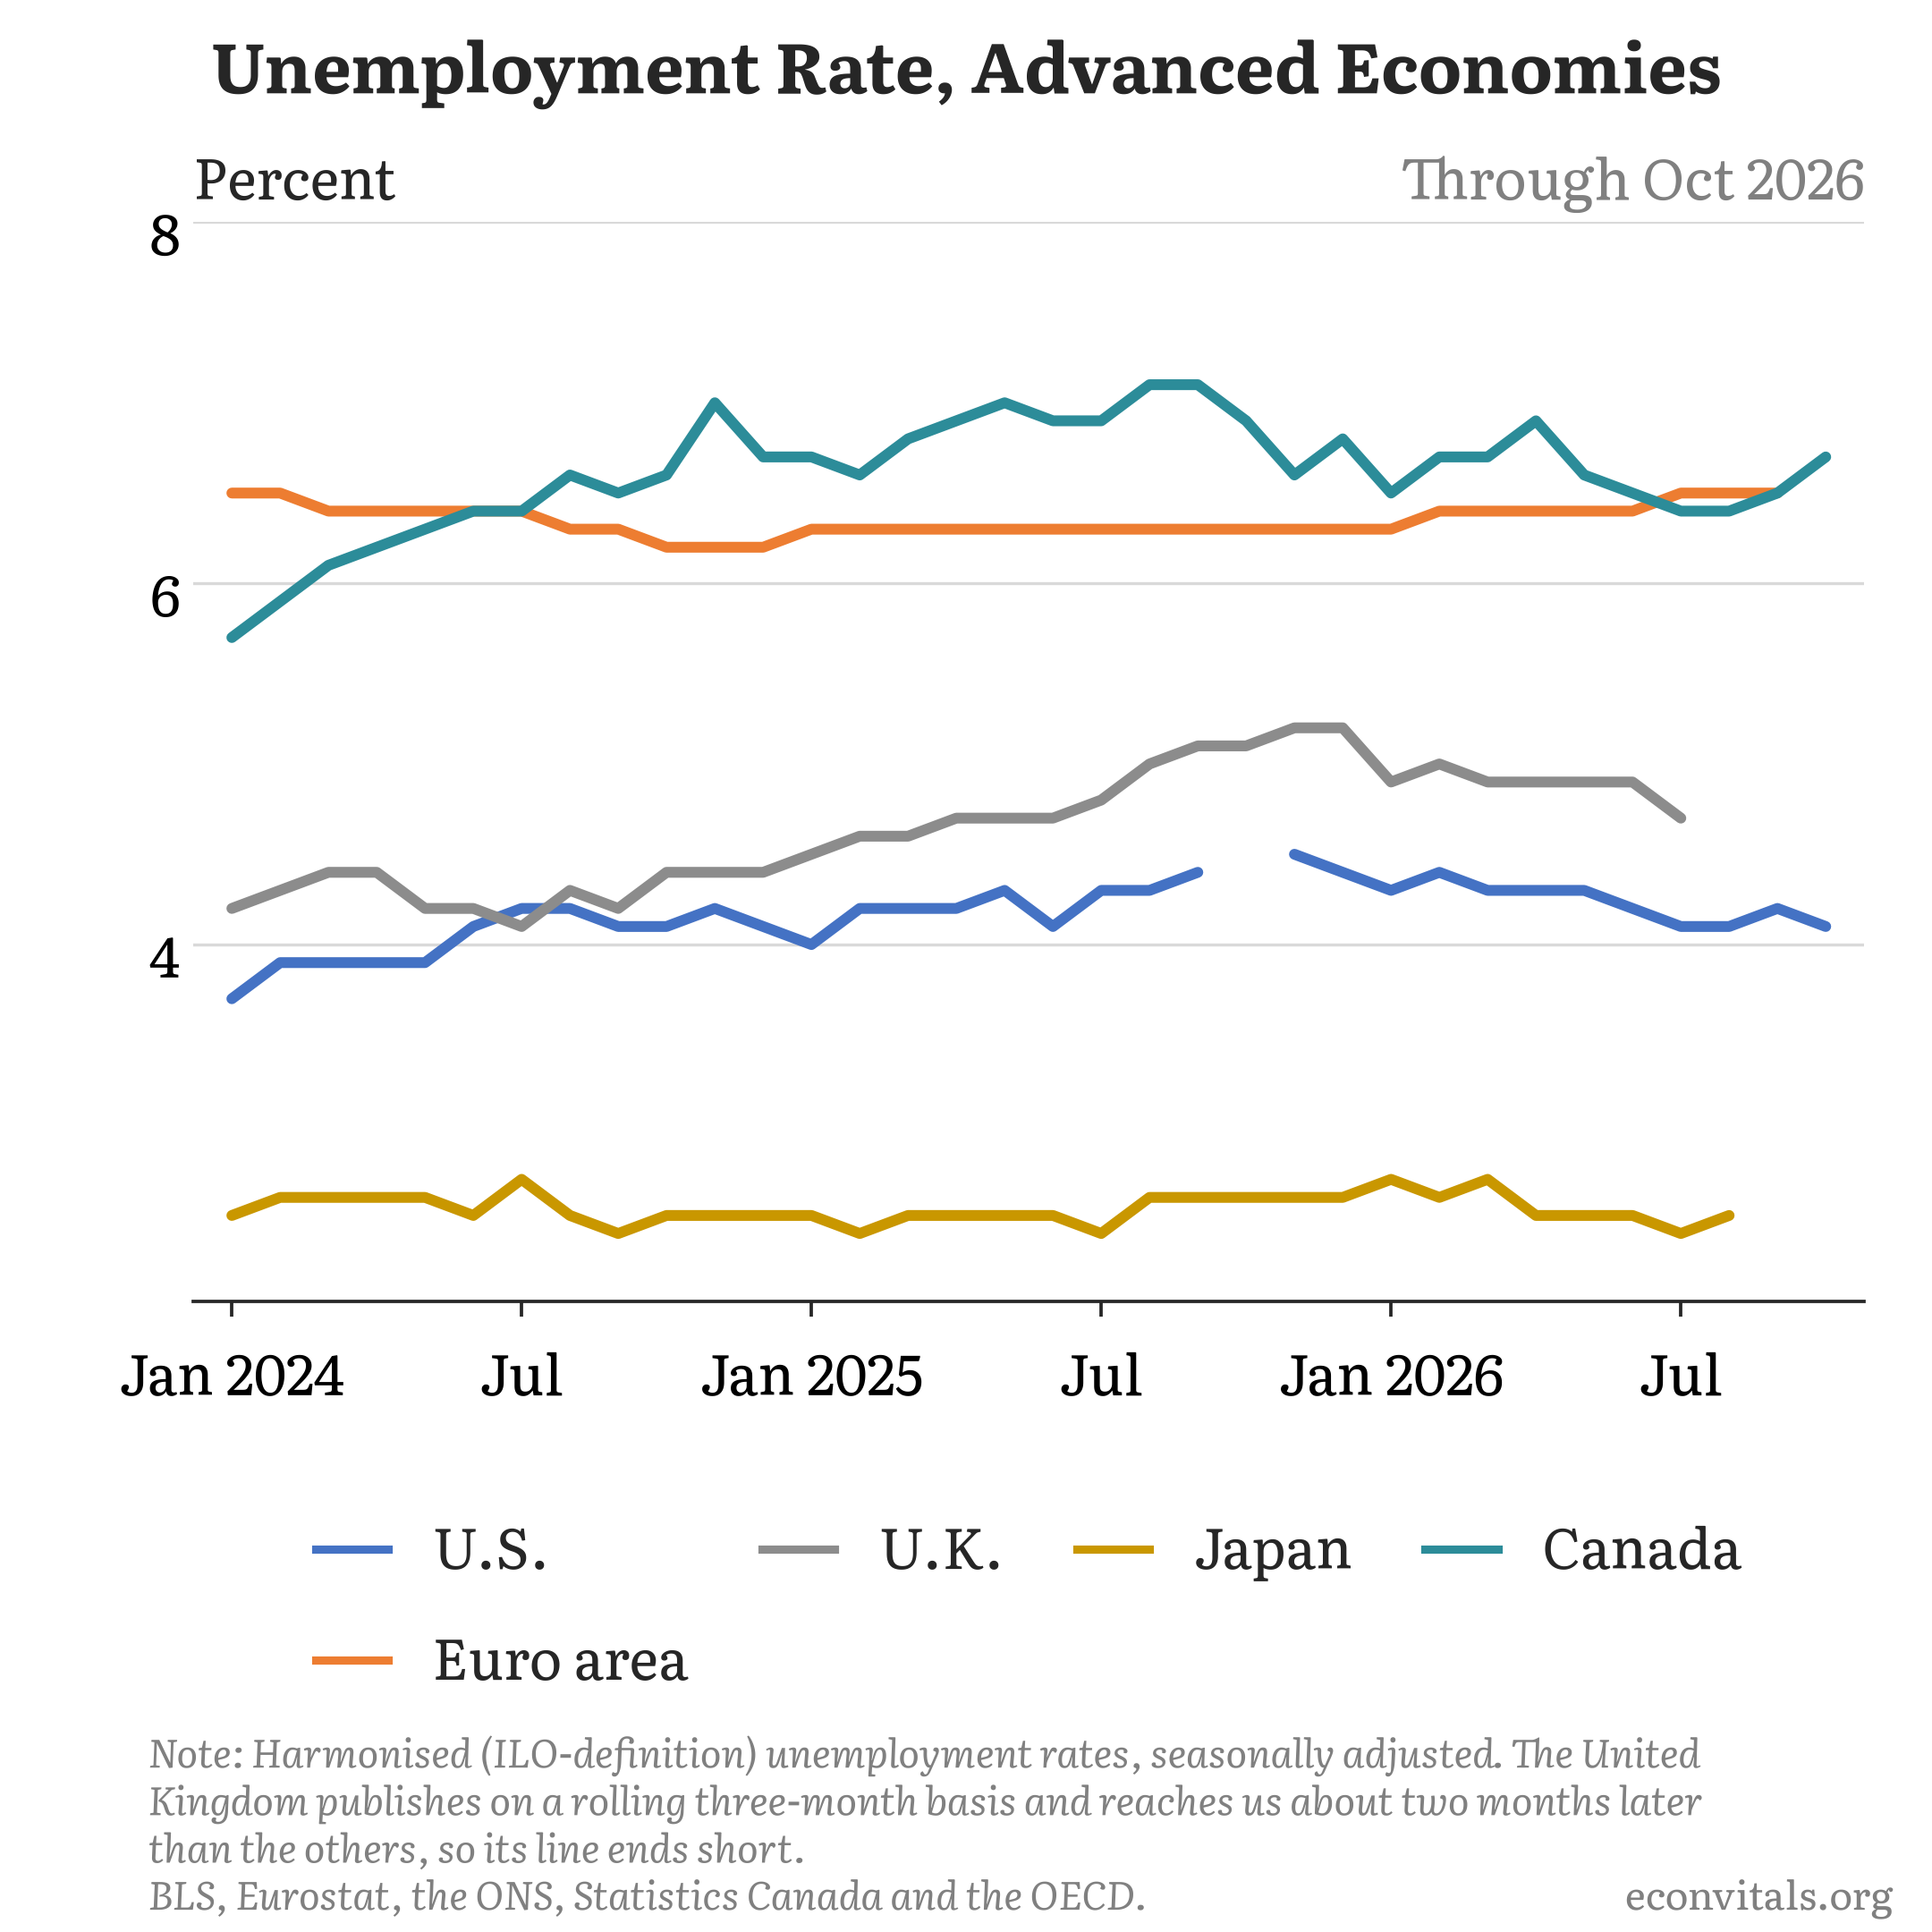 Unemployment Rate, Advanced Economies
Percent
Through Oct 2026
8
6
4
Jan 2024
Jul
Jan 2025
Jul
Jan 2026
Jul
U.S.
U.K.
Japan
Canada
Euro area
Note: Harmonised (ILO-definition) unemployment rates, seasonally adjusted. The United
Kingdom publishes on a rolling three-month basis and reaches us about two months later
than the others, so its line ends short.
BLS, Eurostat, the ONS, Statistics Canada and the OECD.
econvitals.org